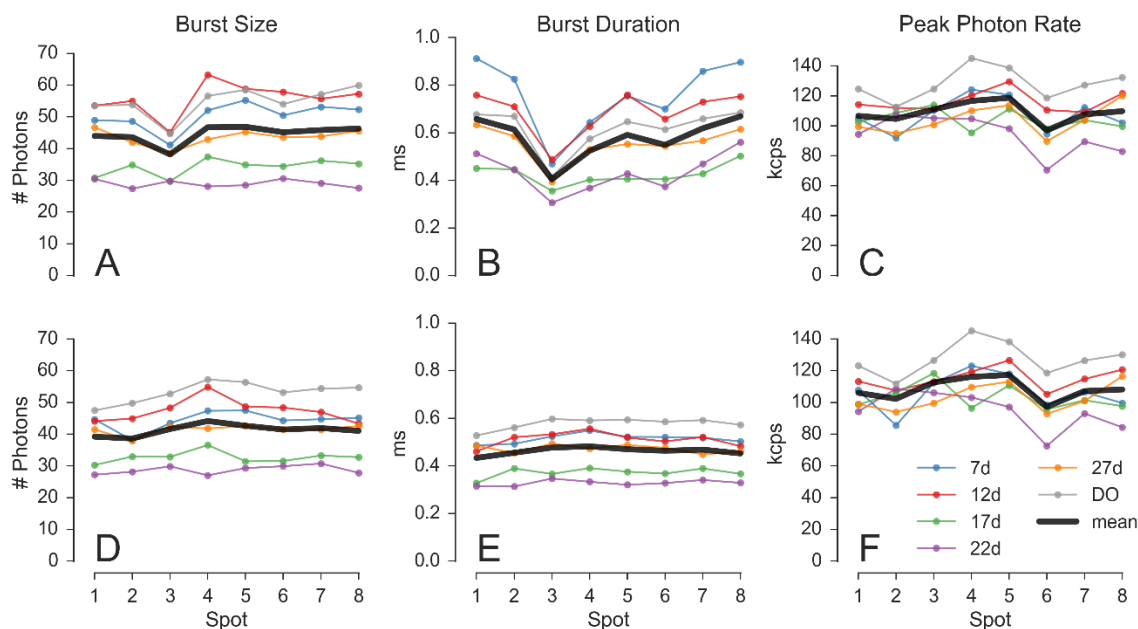 Burst Size
Burst Duration
Peak Photon Rate
# Photons
70
60
50
40
30
20
10
0
A
ms
1.0
0.8
0.6
0.4
0.2
0.0
B
kcps
140
120
100
80
60
40
20
0
C
# Photons
70
60
50
40
30
20
10
0
D
1 2 3 4 5 6 7 8
Spot
ms
1.0
0.8
0.6
0.4
0.2
0.0
E
1 2 3 4 5 6 7 8
Spot
kcps
140
120
100
80
60
40
20
0
F
7d
12d
17d
22d
27d
DO
mean
1 2 3 4 5 6 7 8
Spot